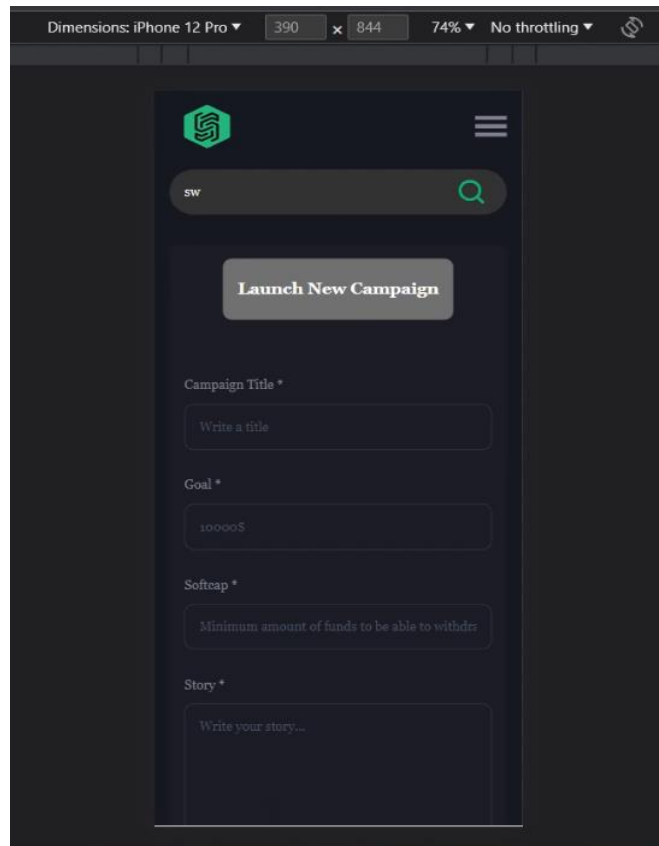 Dimensions: iPhone 12 Pro ▼ 390 x 844 74% ▼ No throttling ▼
sw
Launch New Campaign
Campaign Title *
Write a title
Goal *
10000$
Softcap *
Minimum amount of funds to be able to withdra
Story *
Write your story...